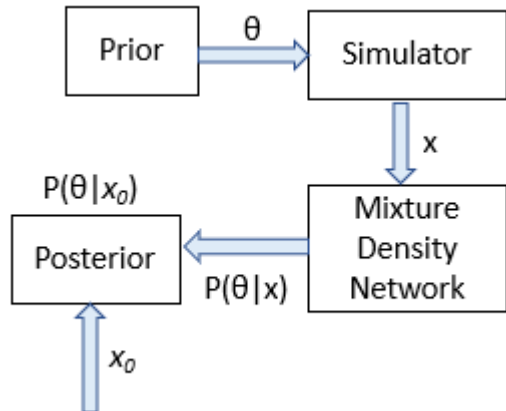 Prior
θ
Simulator
x
P(θ|x₀)
Mixture
Density
Network
Posterior
P(θ|x)
x₀